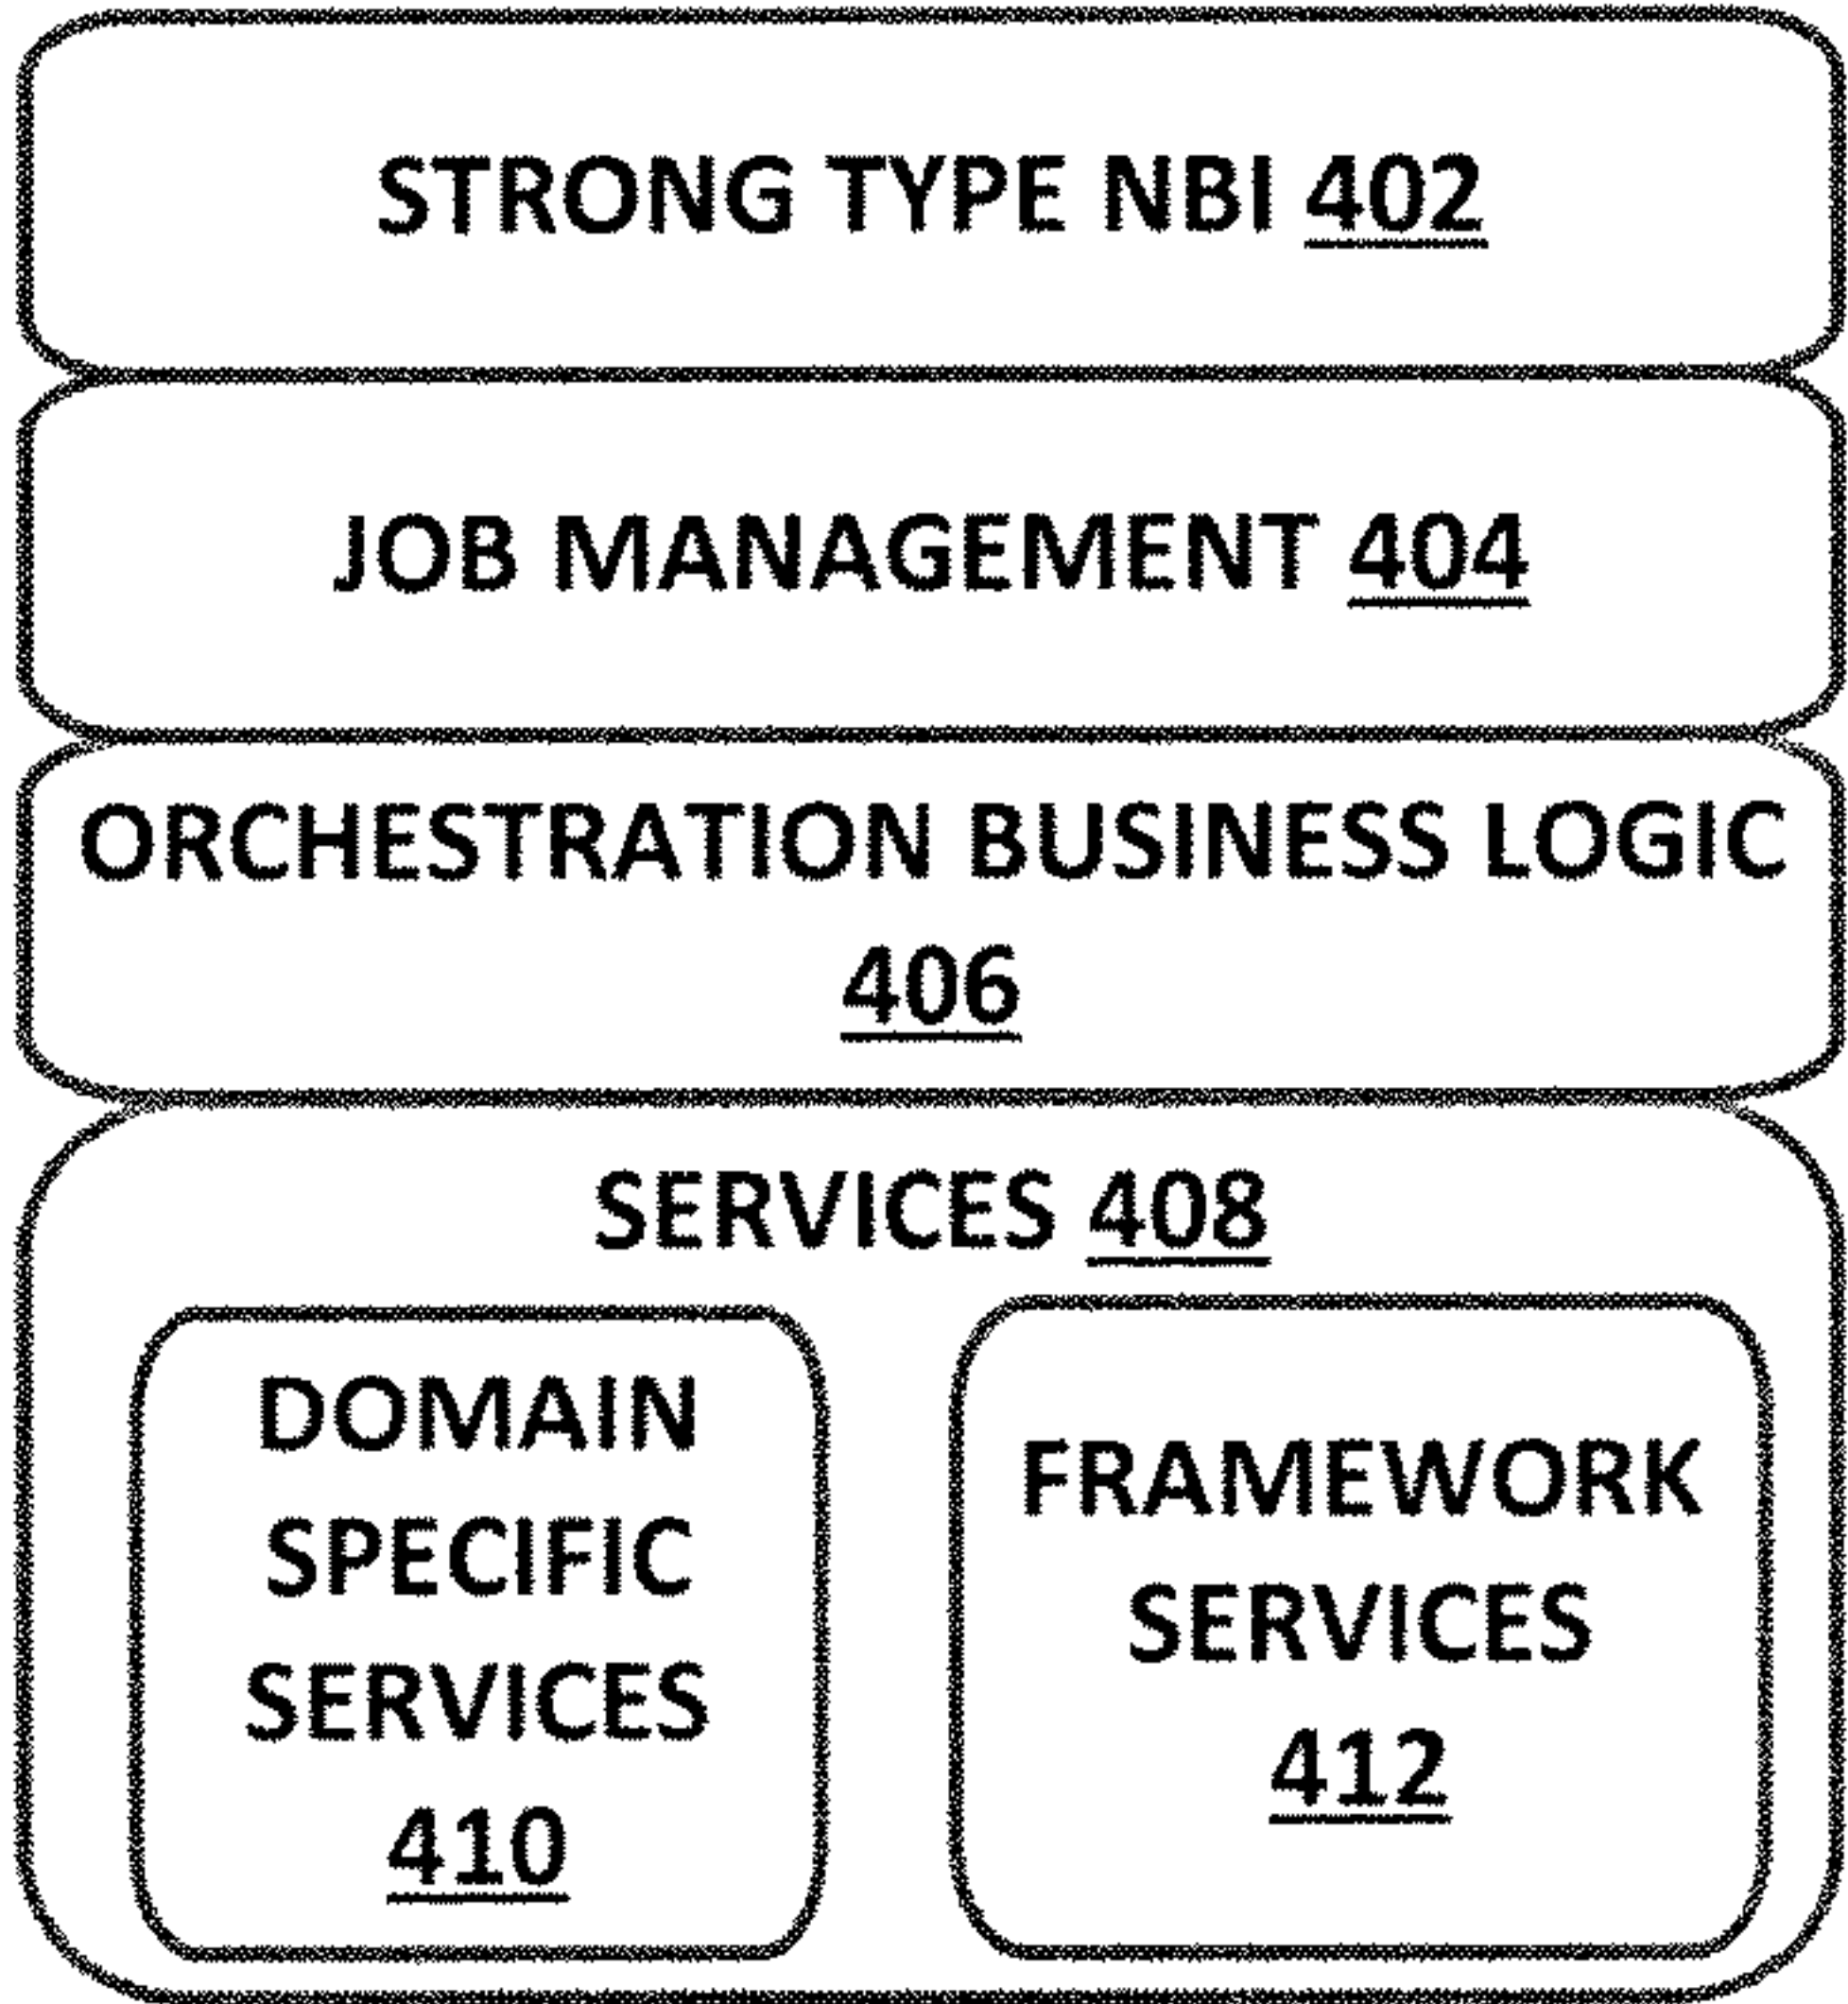 STRONG TYPE NBI 402
JOB MANAGEMENT 404
ORCHESTRATION BUSINESS LOGIC
406
SERVICES 408
DOMAIN
SPECIFIC
SERVICES
410
FRAMEWORK
SERVICES
412